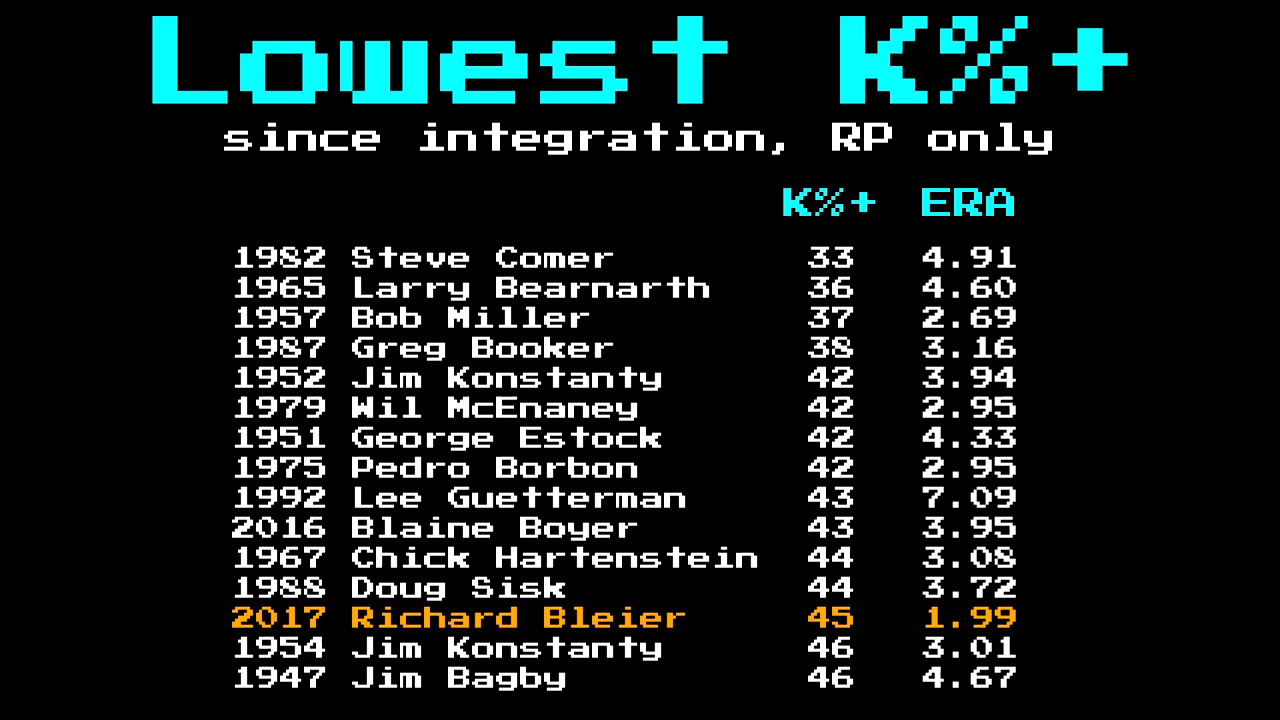 Lowest K%+
since integration, RP only
K%+ ERA
1982 Steve Comer 33 4.91
1965 Larry Bearnarth 36 4.60
1957 Bob Miller 37 2.69
1987 Greg Booker 38 3.16
1952 Jim Konstanty 42 3.94
1979 Wil McEnaney 42 2.95
1951 George Estock 42 4.33
1975 Pedro Borbon 42 2.95
1992 Lee Guetterman 43 7.09
2016 Blaine Boyer 43 3.95
1967 Chick Hartenstein 44 3.08
1988 Doug Sisk 44 3.72
2017 Richard Bleier 45 1.99
1954 Jim Konstanty 46 3.01
1947 Jim Bagby 46 4.67